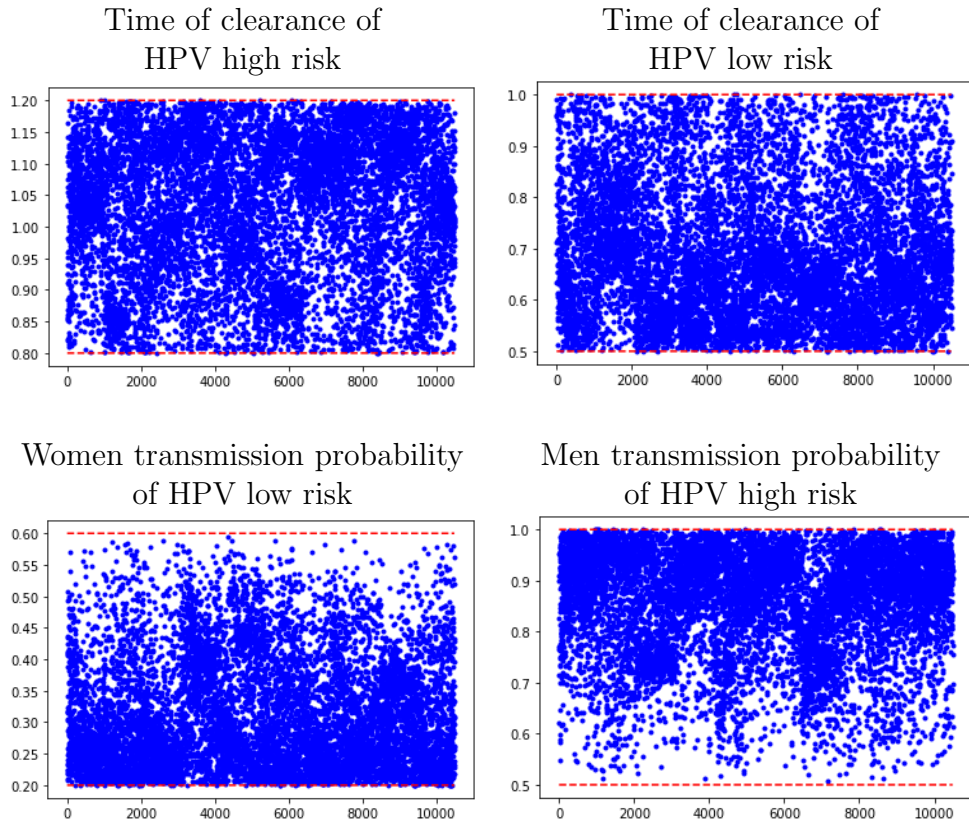 Time of clearance of
HPV high risk
1.20
1.15
1.10
1.05
1.00
0.95
0.90
0.85
0.80
0 2000 4000 6000 8000 10000
Time of clearance of
HPV low risk
1.0
0.9
0.8
0.7
0.6
0.5
0 2000 4000 6000 8000 10000
Women transmission probability
of HPV low risk
0.60
0.55
0.50
0.45
0.40
0.35
0.30
0.25
0.20
0 2000 4000 6000 8000 10000
Men transmission probability
of HPV high risk
1.0
0.9
0.8
0.7
0.6
0.5
0 2000 4000 6000 8000 10000